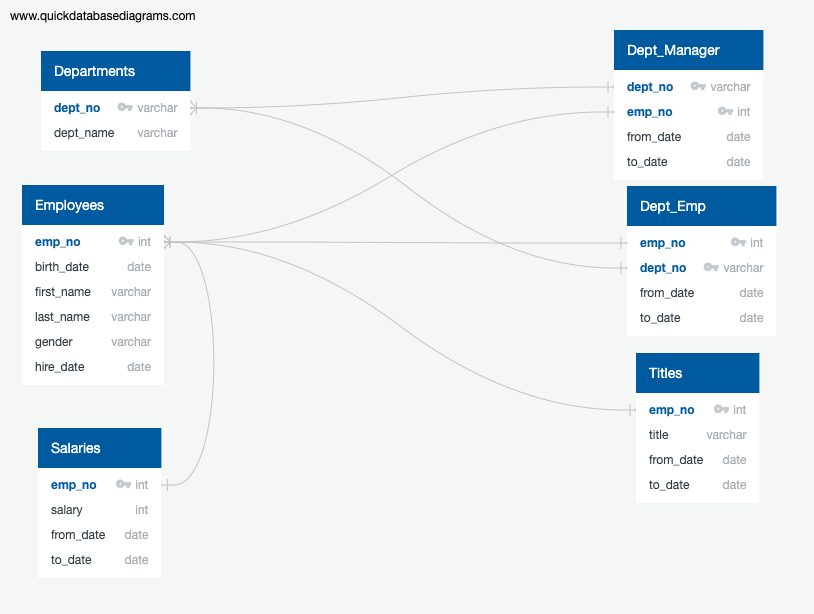 www.quickdatabasediagrams.com
Departments
dept_no varchar
dept_name varchar
Employees
emp_no int
birth_date date
first_name varchar
last_name varchar
gender varchar
hire_date date
Salaries
emp_no int
salary int
from_date date
to_date date
Dept_Manager
dept_no varchar
emp_no int
from_date date
to_date date
Dept_Emp
emp_no int
dept_no varchar
from_date date
to_date date
Titles
emp_no int
title varchar
from_date date
to_date date